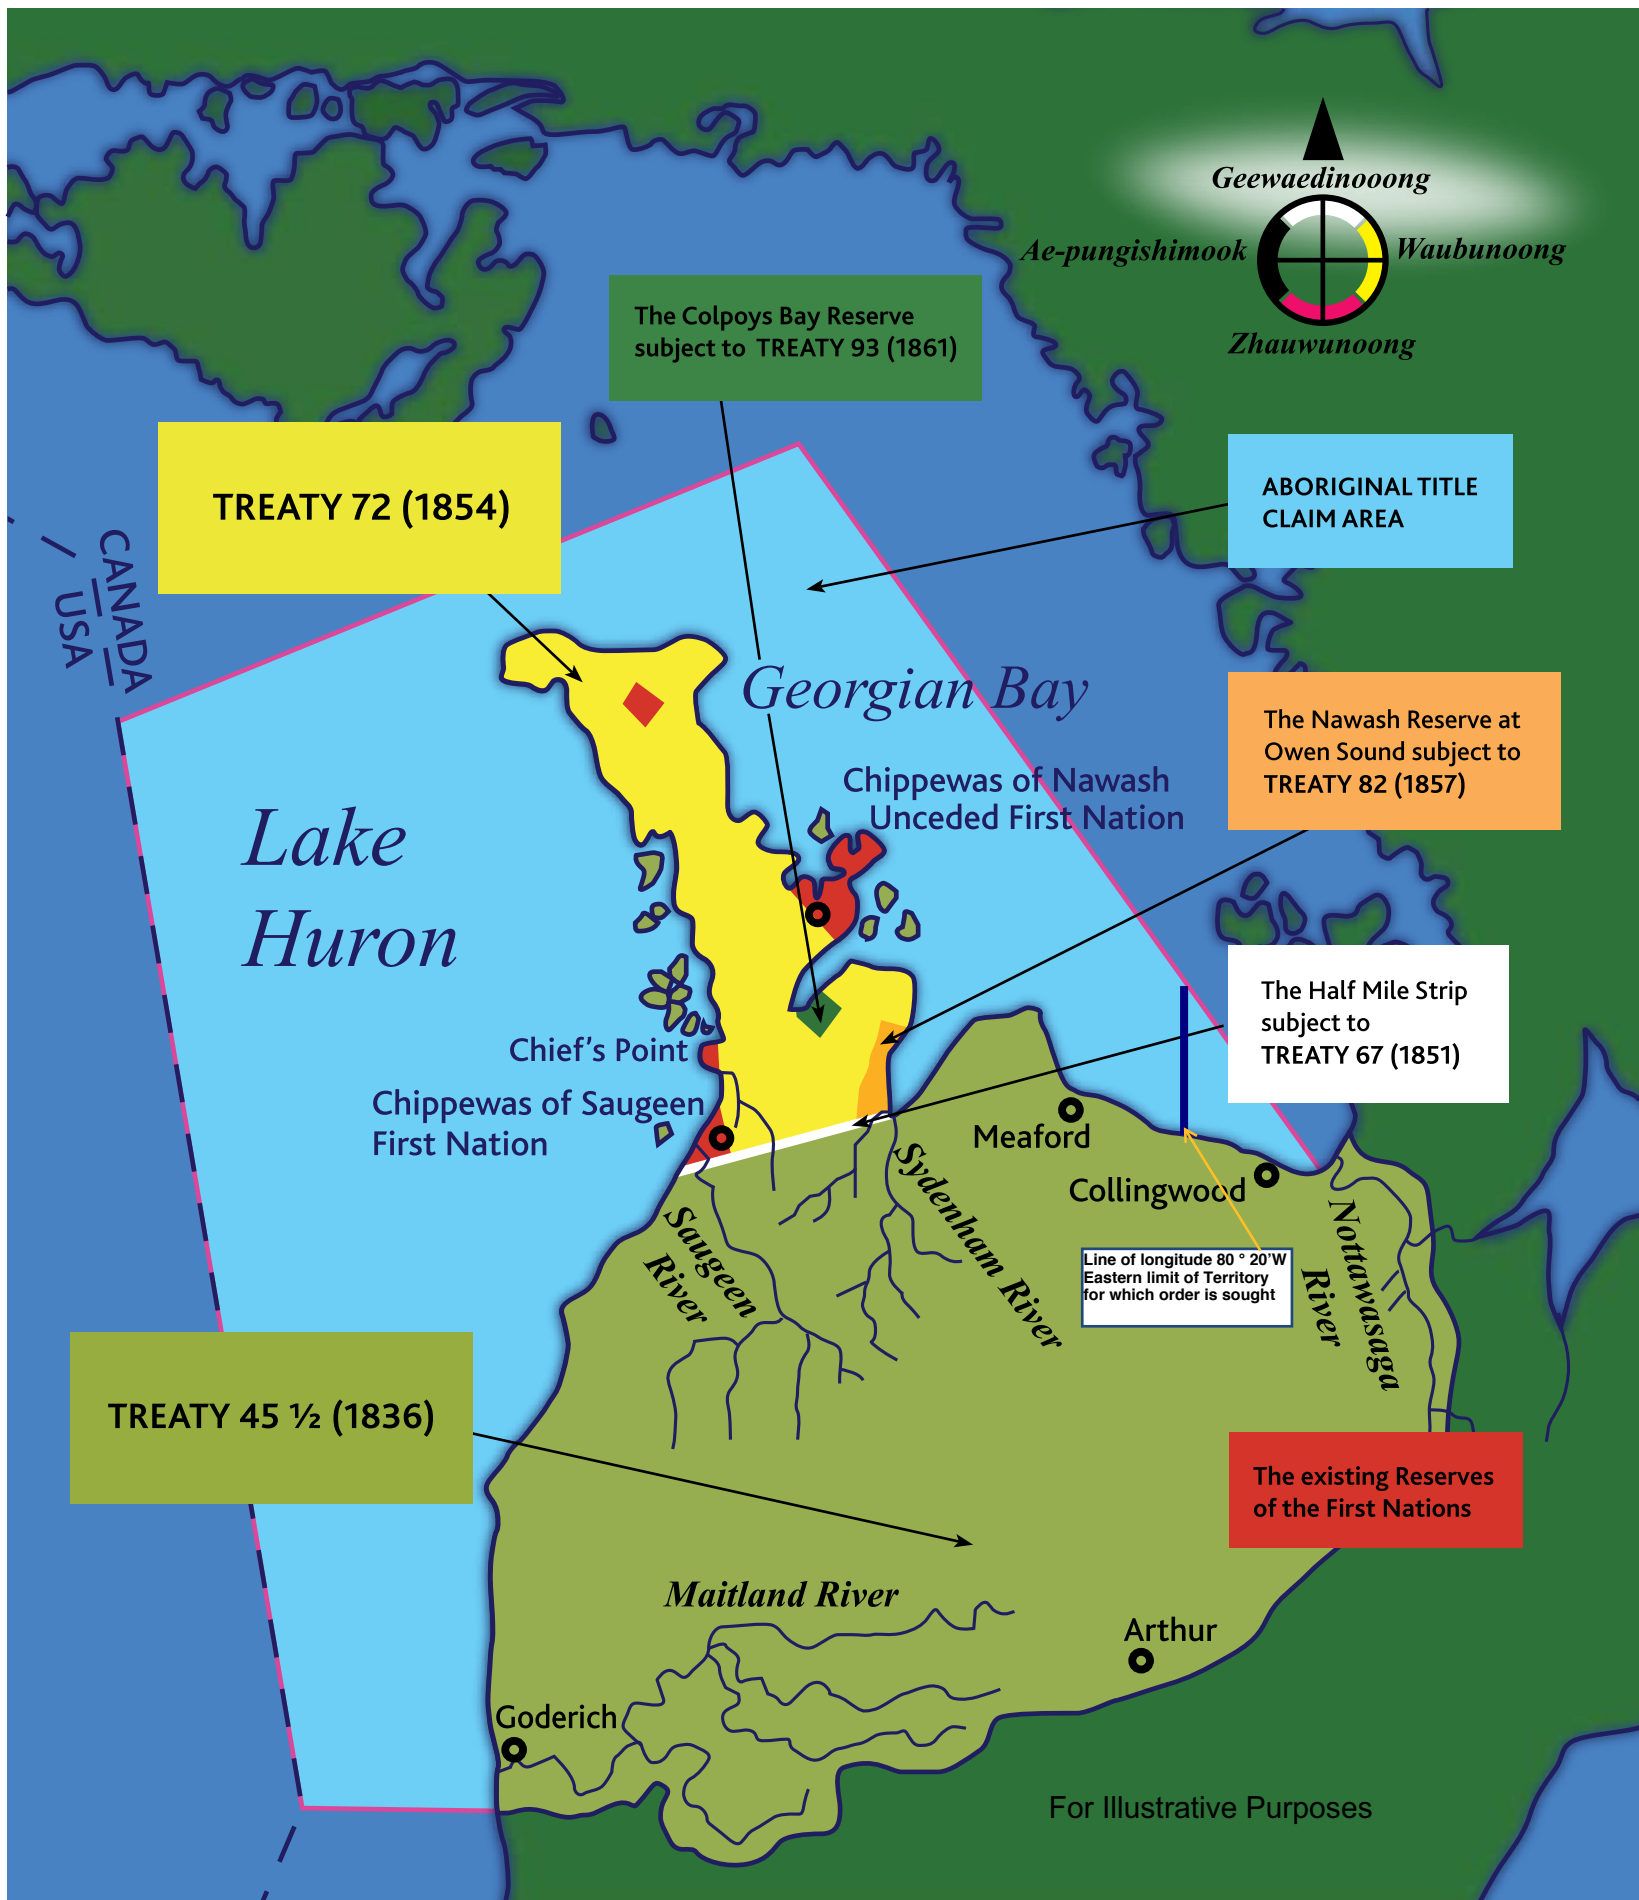 Geewaedinooong
Ae-pungishimook
Waubunoong
Zhauwunoong
The Colpoys Bay Reserve
subject to TREATY 93 (1861)
TREATY 72 (1854)
ABORIGINAL TITLE
CLAIM AREA
CANADA
USA
Georgian Bay
The Nawash Reserve at
Owen Sound subject to
TREATY 82 (1857)
Chippewas of Nawash
Unceded First Nation
Lake
Huron
The Half Mile Strip
subject to
TREATY 67 (1851)
Chief’s Point
Chippewas of Saugeen
First Nation
Meaford
Collingwood
Saugeen
River
Sydenham River
Nottawasaga
River
Line of longitude 80 ° 20’W
Eastern limit of Territory
for which order is sought
TREATY 45 ½ (1836)
The existing Reserves
of the First Nations
Maitland River
Arthur
Goderich
For Illustrative Purposes